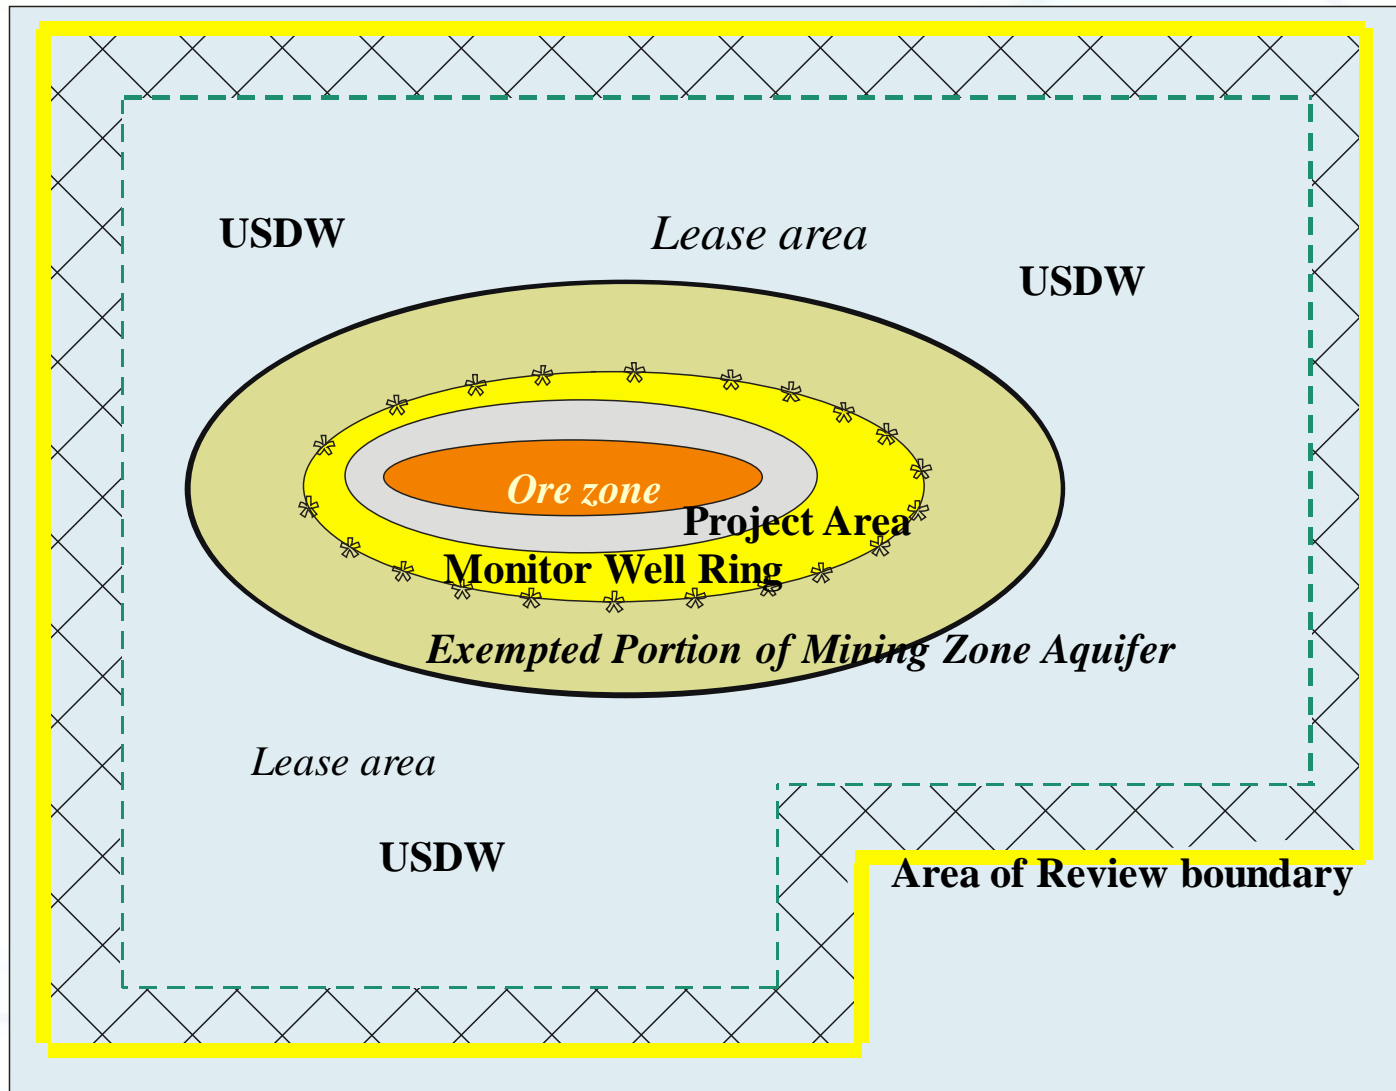 USDW
Lease area
USDW
Ore zone
Project Area
Monitor Well Ring
Exempted Portion of Mining Zone Aquifer
Lease area
USDW
Area of Review boundary